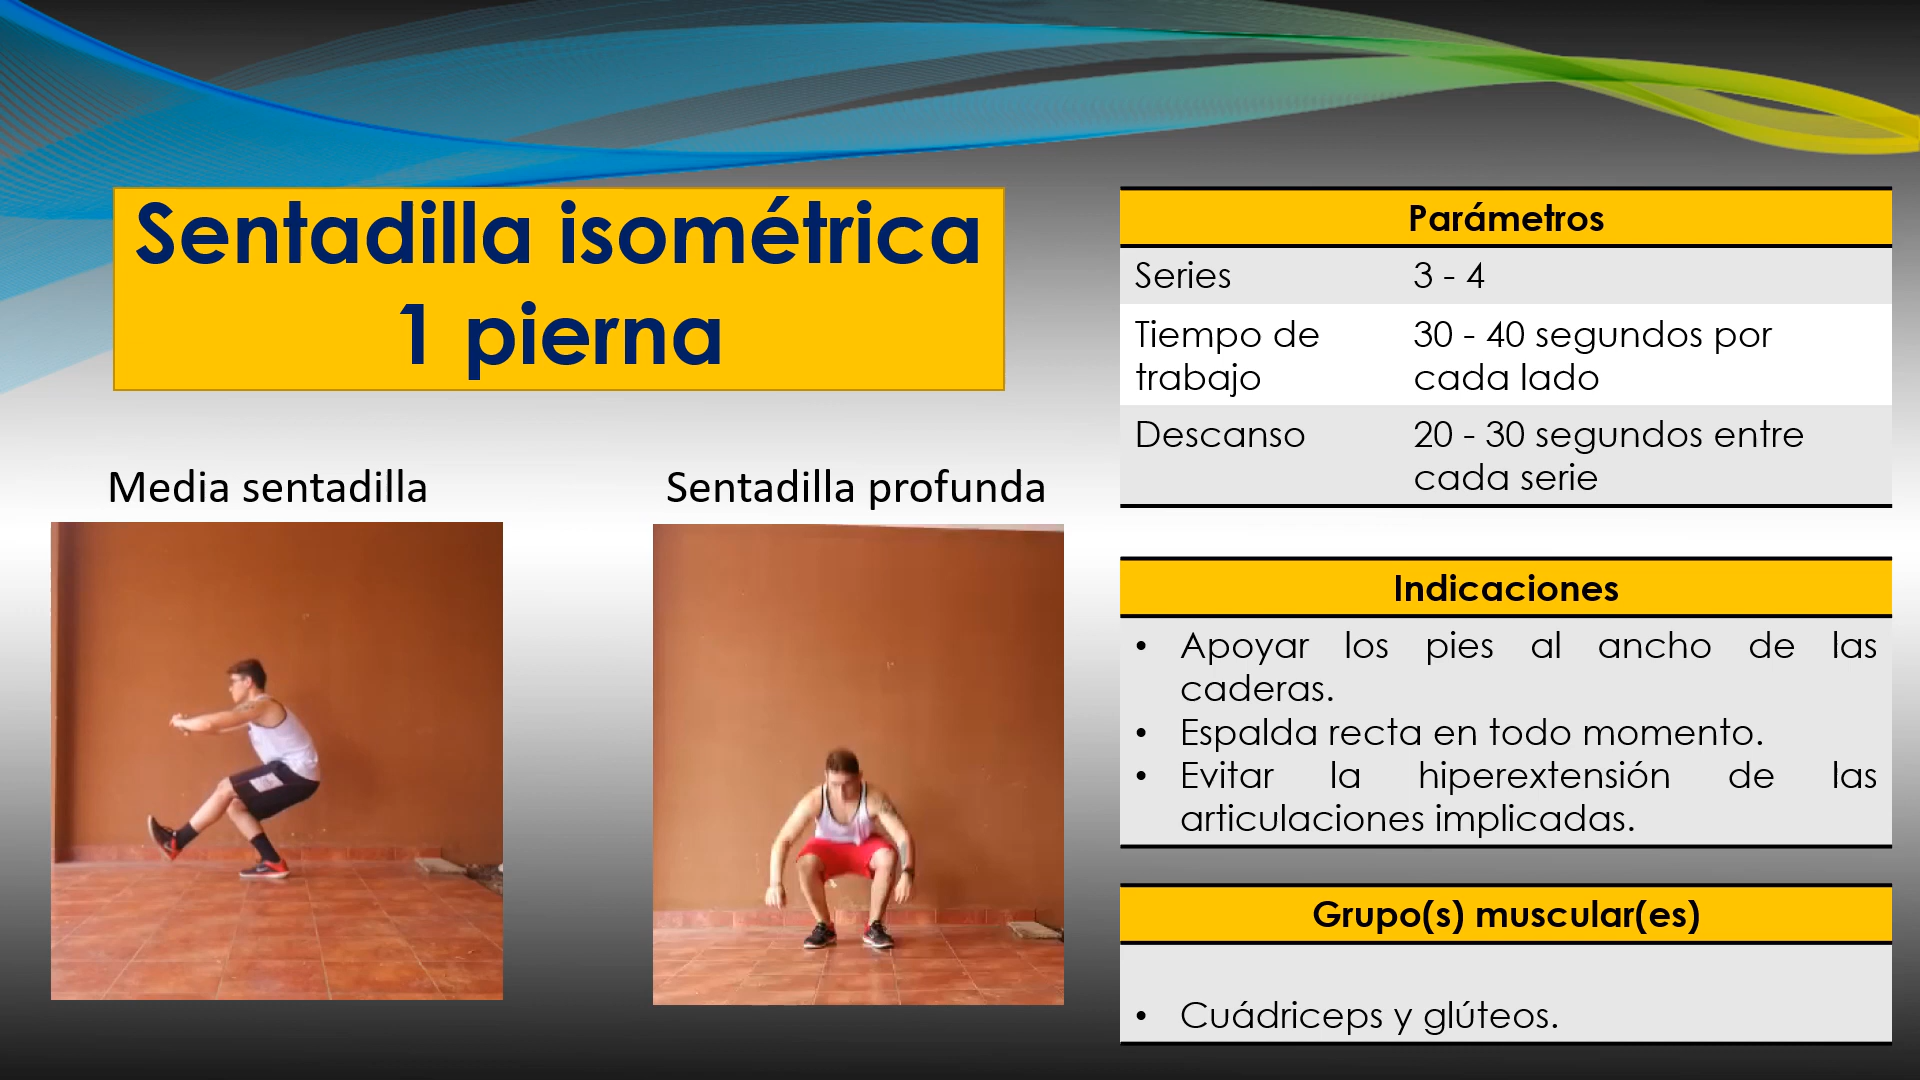 Sentadilla isométrica
1 pierna
Media sentadilla
Sentadilla profunda
Parámetros
Series 3 - 4
Tiempo de trabajo 30 - 40 segundos por cada lado
Descanso 20 - 30 segundos entre cada serie
Indicaciones
• Apoyar los pies al ancho de las
caderas.
• Espalda recta en todo momento.
• Evitar la hiperextensión de las
articulaciones implicadas.
Grupo(s) muscular(es)
• Cuádriceps y glúteos.